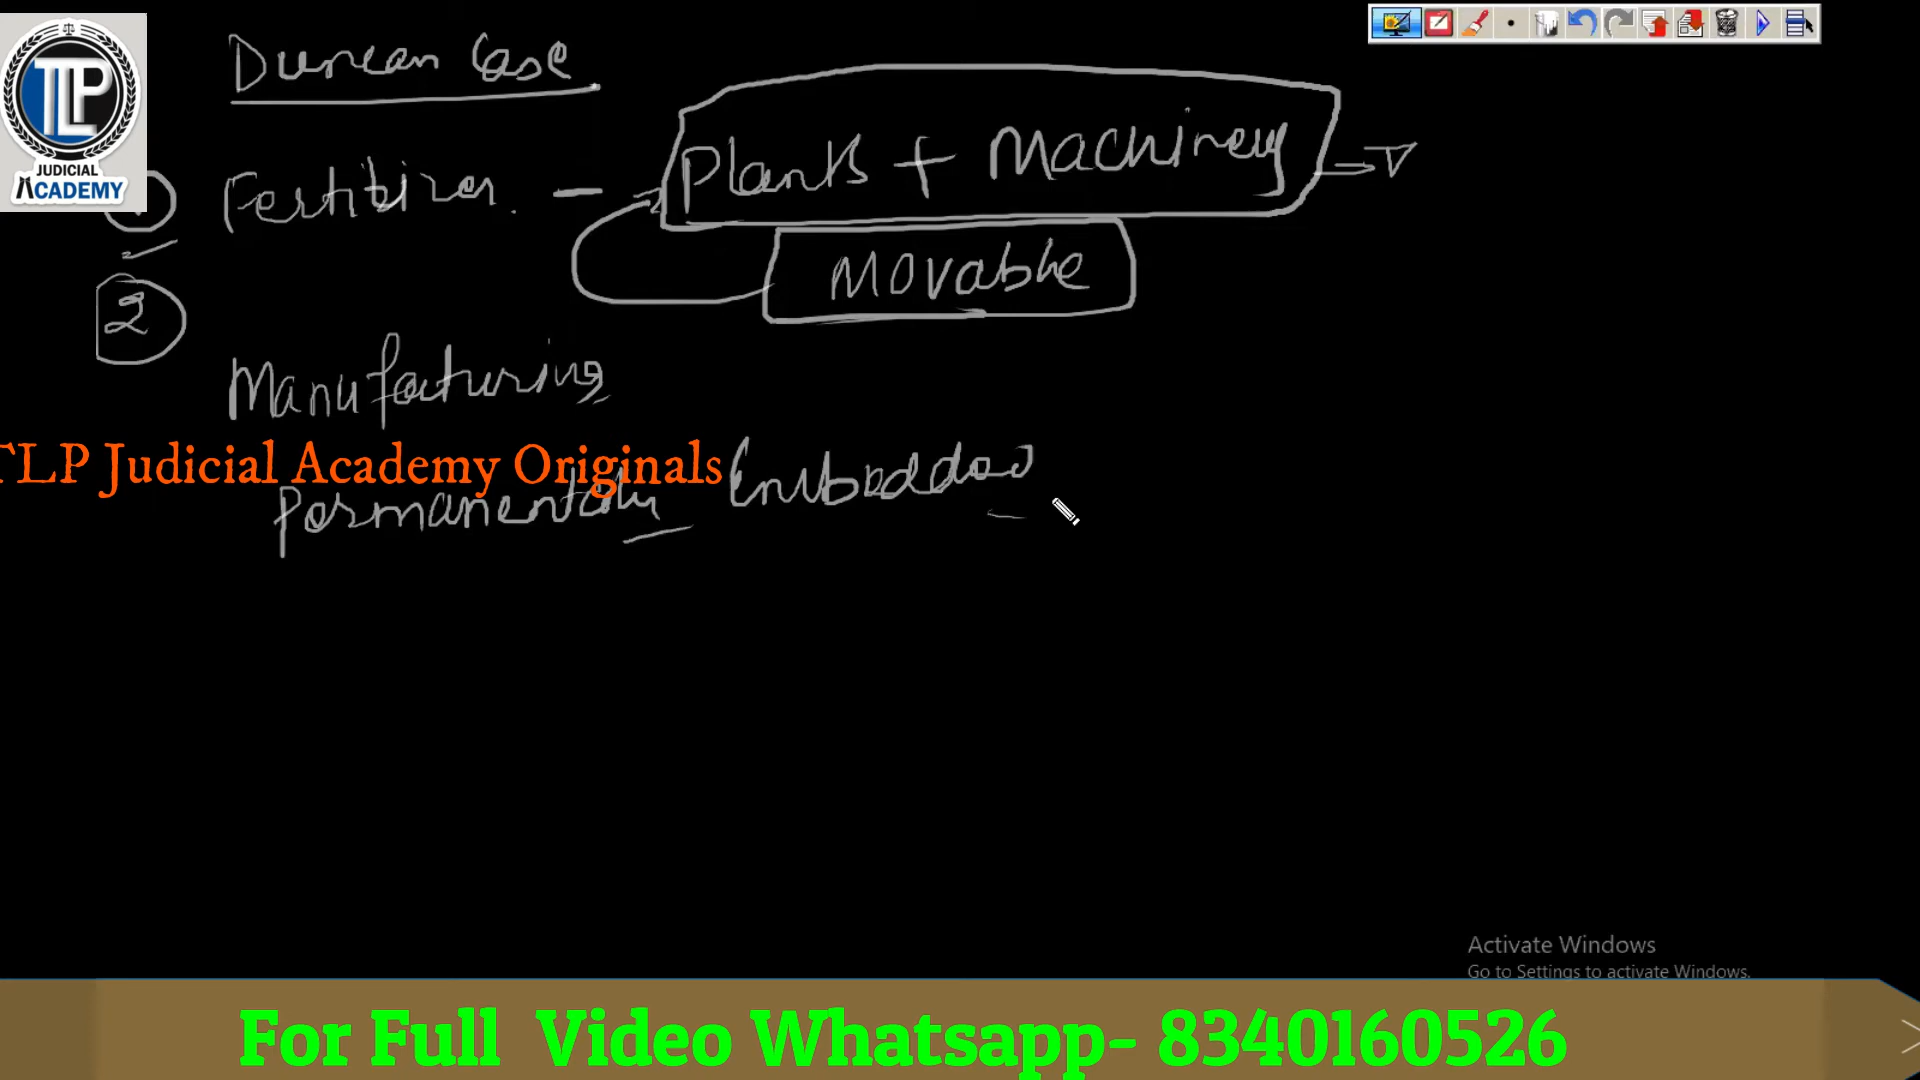 Duncan Case
TLP
JUDICIAL
ACADEMY
Fertilizer. - Plants + Machinery
Movable
2
Manufacturing
TLP Judicial Academy Originals
Permanently Embedded
Activate Windows
Go to Settings to activate Windows.
For Full Video Whatsapp- 8340160526